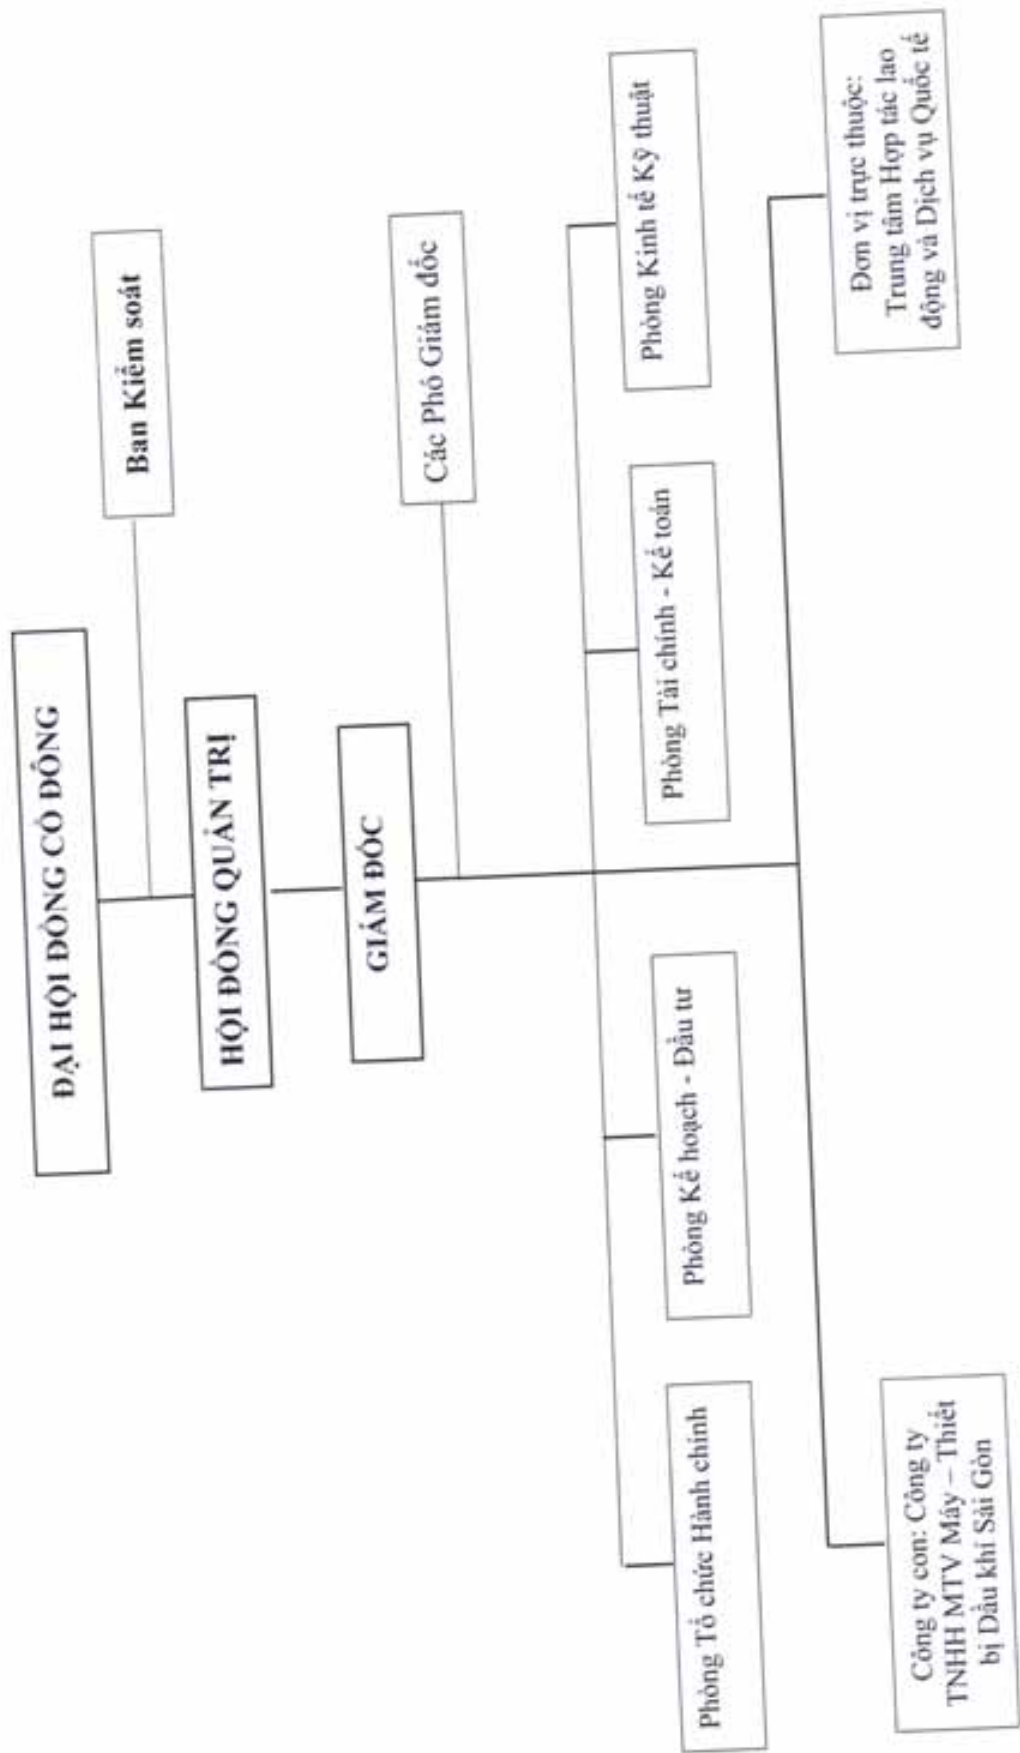 ĐẠI HỘI ĐỒNG CỔ ĐÔNG
Ban Kiểm soát
HỘI ĐỒNG QUẢN TRỊ
GIÁM ĐỐC
Các Phó Giám đốc
Phòng Tổ chức Hành chính
Phòng Kế hoạch - Đầu tư
Phòng Tài chính - Kế toán
Phòng Kinh tế Kỹ thuật
Công ty con: Công ty
TNHH MTV Máy – Thiết
bị Dầu khí Sài Gòn
Đơn vị trực thuộc:
Trung tâm Hợp tác lao
động và Dịch vụ Quốc tế